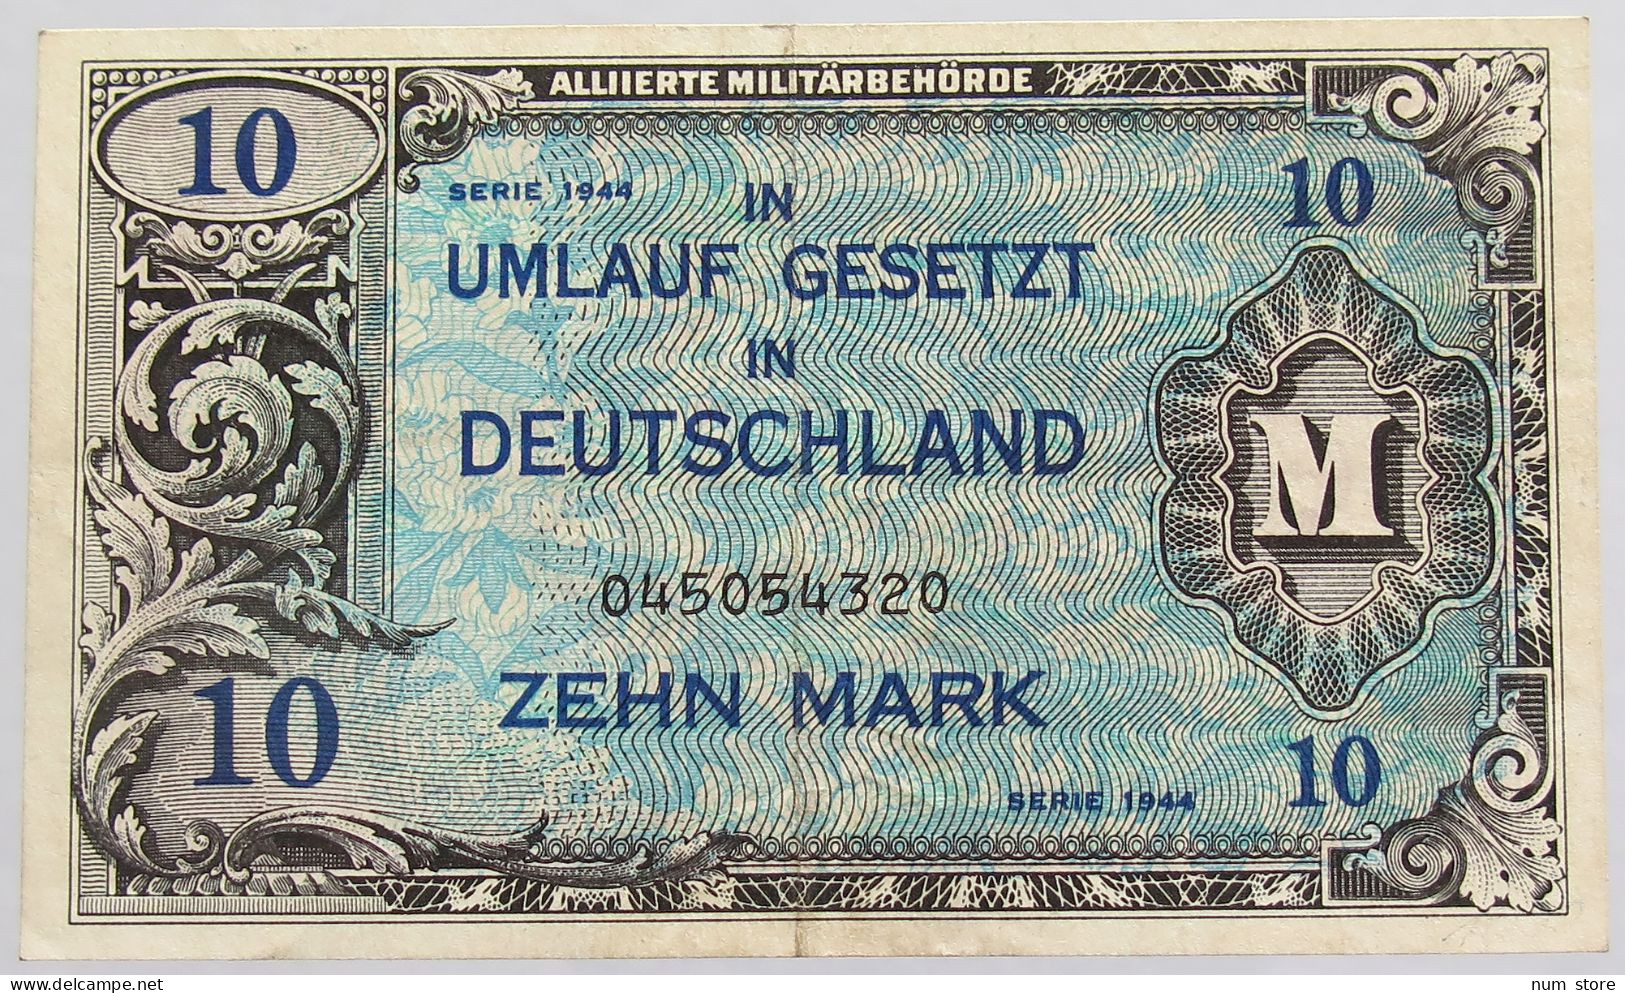 10
ALLIIERTE MILITÄRBEHÖRDE
SERIE 1944
IN
10
UMLAUF GESETZT
IN
DEUTSCHLAND
M
045054320
ZEHN MARK
10
10
SERIE 1944
delcampe.net
num store